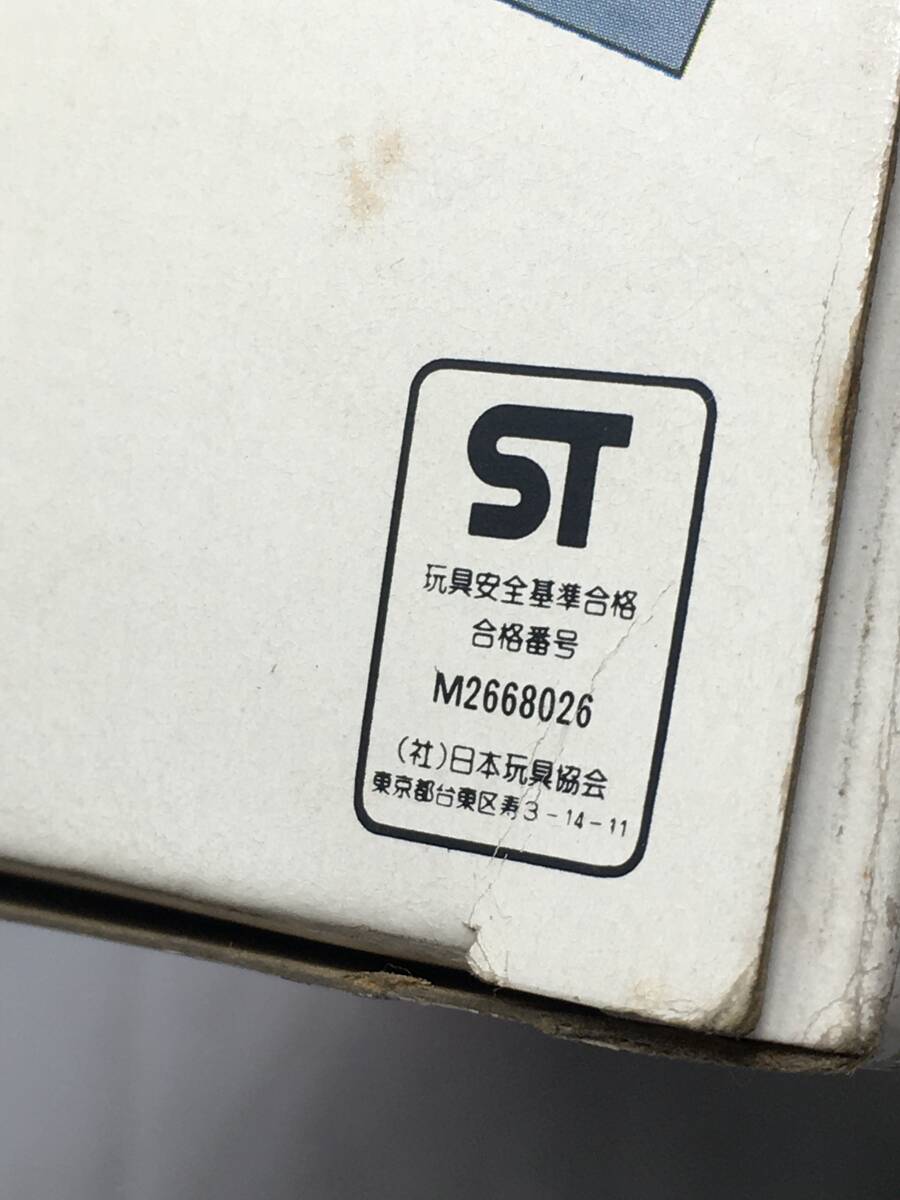 ST
玩具安全基準合格
合格番号
M2668026
(社)日本玩具協会
東京都台東区寿3-14-11